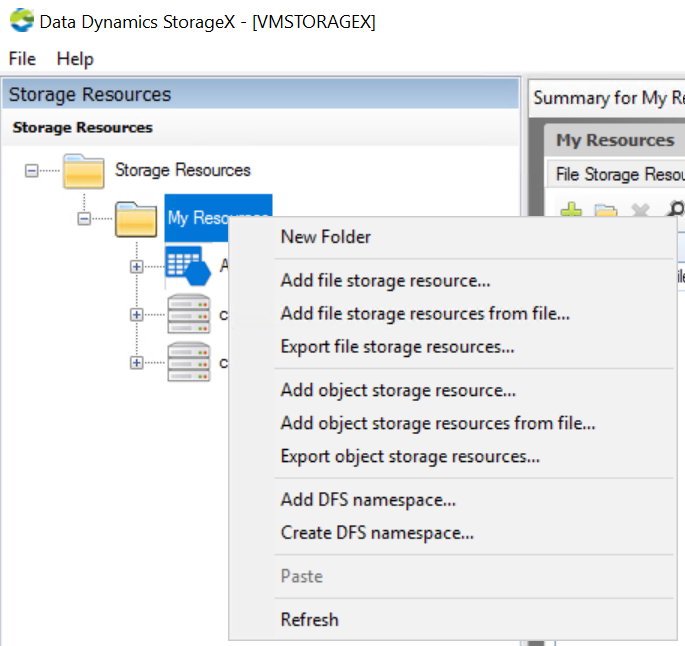 Data Dynamics StorageX - [VMSTORAGEX]
File Help
Storage Resources
Storage Resources
Storage Resources
My Resources
New Folder
Add file storage resource...
Add file storage resources from file...
Export file storage resources...
Add object storage resource...
Add object storage resources from file...
Export object storage resources...
Add DFS namespace...
Create DFS namespace...
Paste
Refresh
Summary for My
My Resources
File Storage